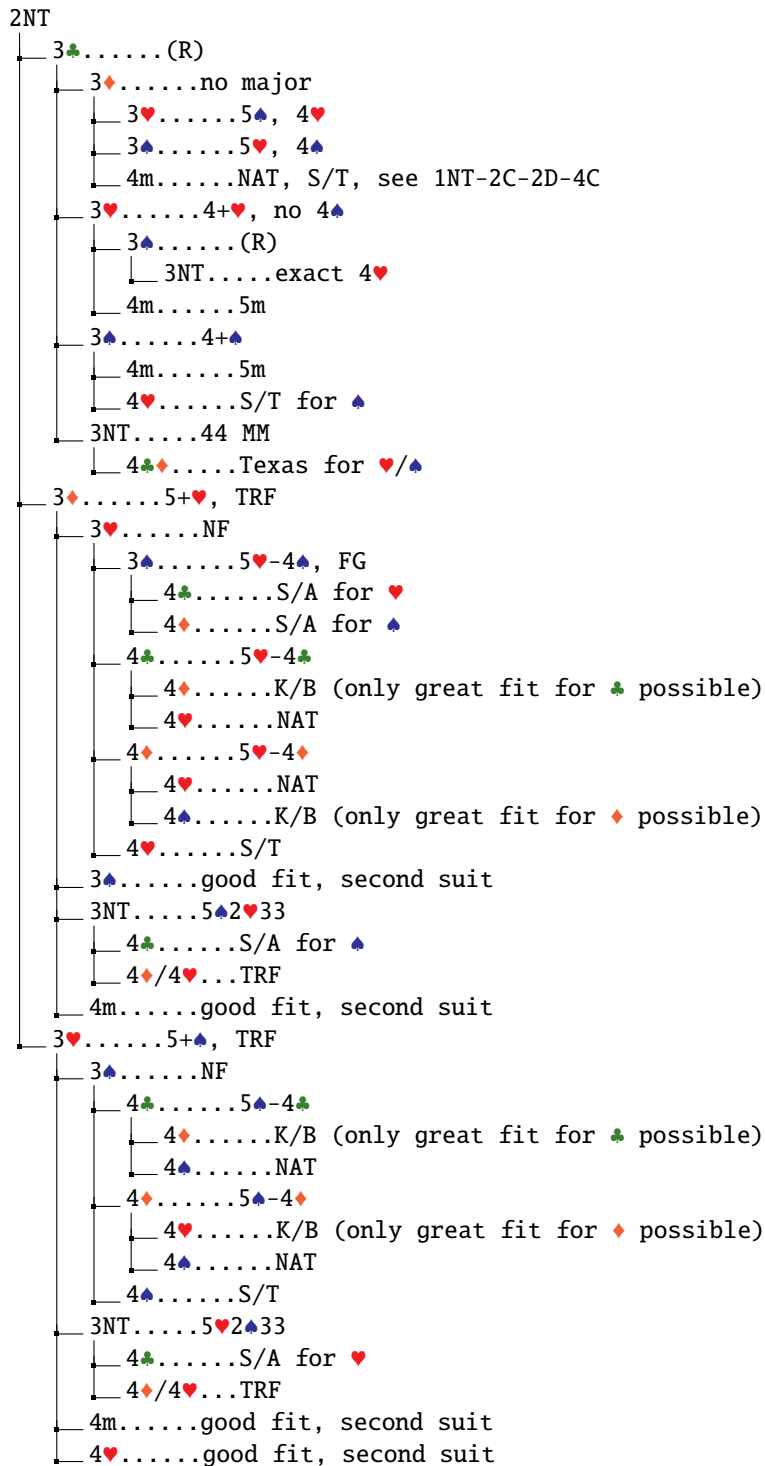 2NT
3♣......(R)
3♦......no major
3♥......5♠, 4♥
3♠......5♥, 4♠
4m......NAT, S/T, see 1NT-2C-2D-4C
3♥......4+♥, no 4♠
3♠......(R)
3NT.....exact 4♥
4m......5m
3♠......4+♠
4m......5m
4♥......S/T for ♠
3NT.....44 MM
4♣♦.....Texas for ♥/♠
3♦......5+♥, TRF
3♥......NF
3♠......5♥-4♠, FG
4♣......S/A for ♥
4♦......S/A for ♠
4♣......5♥-4♣
4♦......K/B (only great fit for ♣ possible)
4♥......NAT
4♦......5♥-4♦
4♥......NAT
4♠......K/B (only great fit for ♦ possible)
4♥......S/T
3♠......good fit, second suit
3NT.....5♠2♥33
4♣......S/A for ♠
4♦/4♥...TRF
4m......good fit, second suit
3♥......5+♠, TRF
3♠......NF
4♣......5♠-4♣
4♦......K/B (only great fit for ♣ possible)
4♠......NAT
4♦......5♠-4♦
4♥......K/B (only great fit for ♦ possible)
4♠......NAT
4♠......S/T
3NT.....5♥2♠33
4♣......S/A for ♥
4♦/4♥...TRF
4m......good fit, second suit
4♥......good fit, second suit